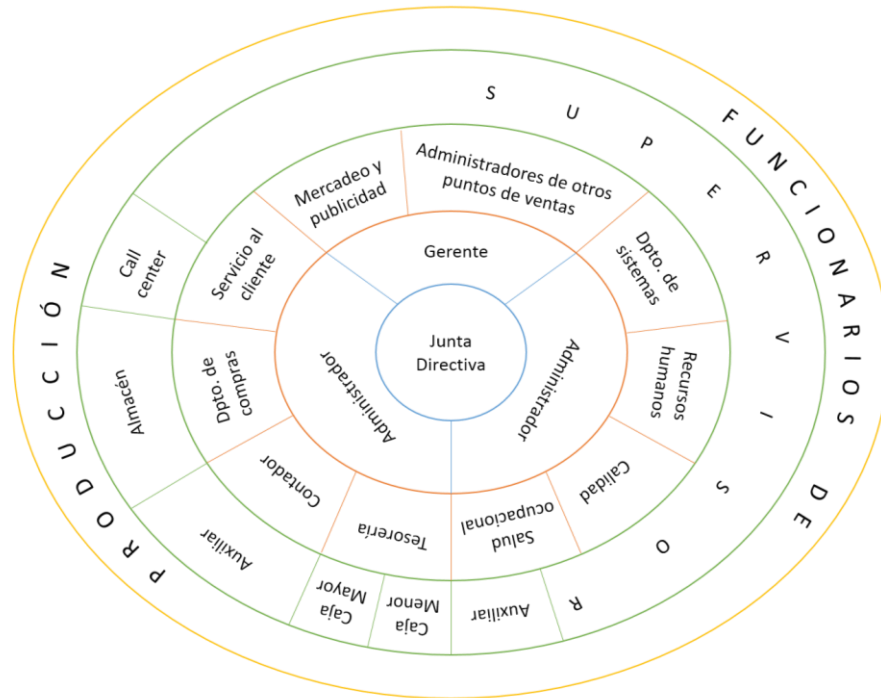 Junta
Directiva
Gerente
Administrador
Administrador
Mercadeo y
publicidad
Administradores de otros
puntos de ventas
Dpto. de
sistemas
Recursos
humanos
Calidad
Salud
ocupacional
Tesorería
Contador
Dpto. de
compras
Servicio al
cliente
SUPERVISOR
Auxiliar
Caja
Menor
Caja
Mayor
Auxiliar
Almacén
Call
center
FUNCIONARIOS DE
PRODUCCIÓN